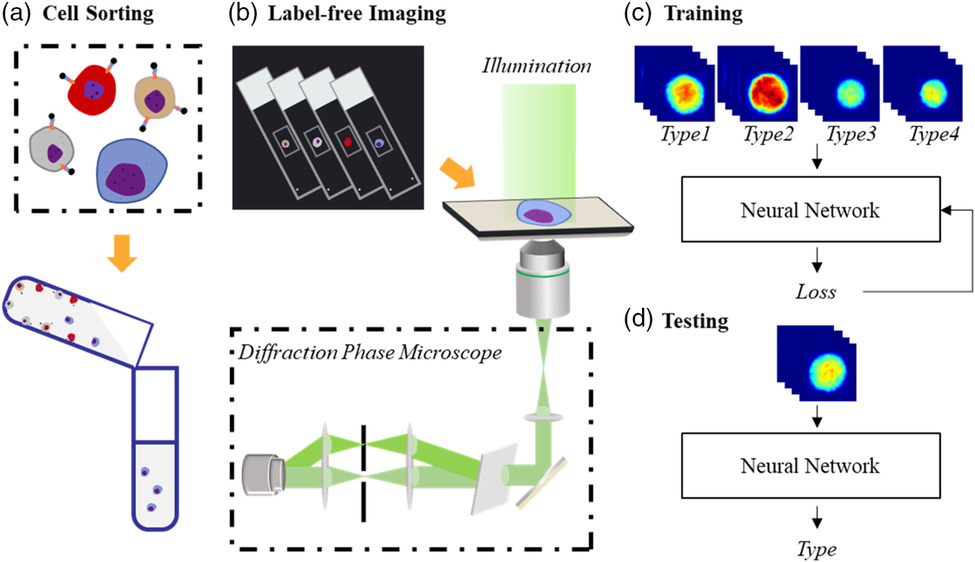 (a) Cell Sorting
(b) Label-free Imaging
Illumination
Diffraction Phase Microscope
(c) Training
Type1 Type2 Type3 Type4
Neural Network
Loss
(d) Testing
Neural Network
Type